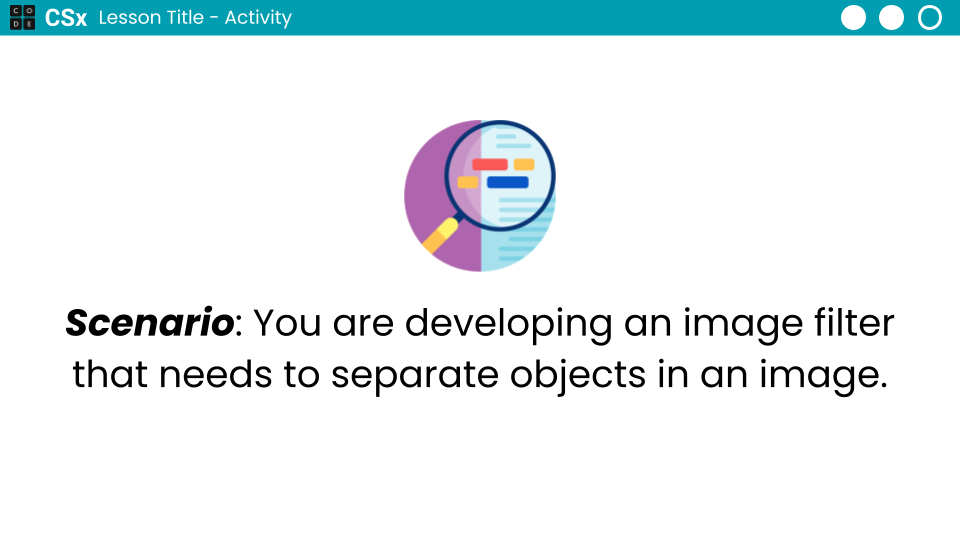 CODE
CSx Lesson Title - Activity
Scenario: You are developing an image filter
that needs to separate objects in an image.